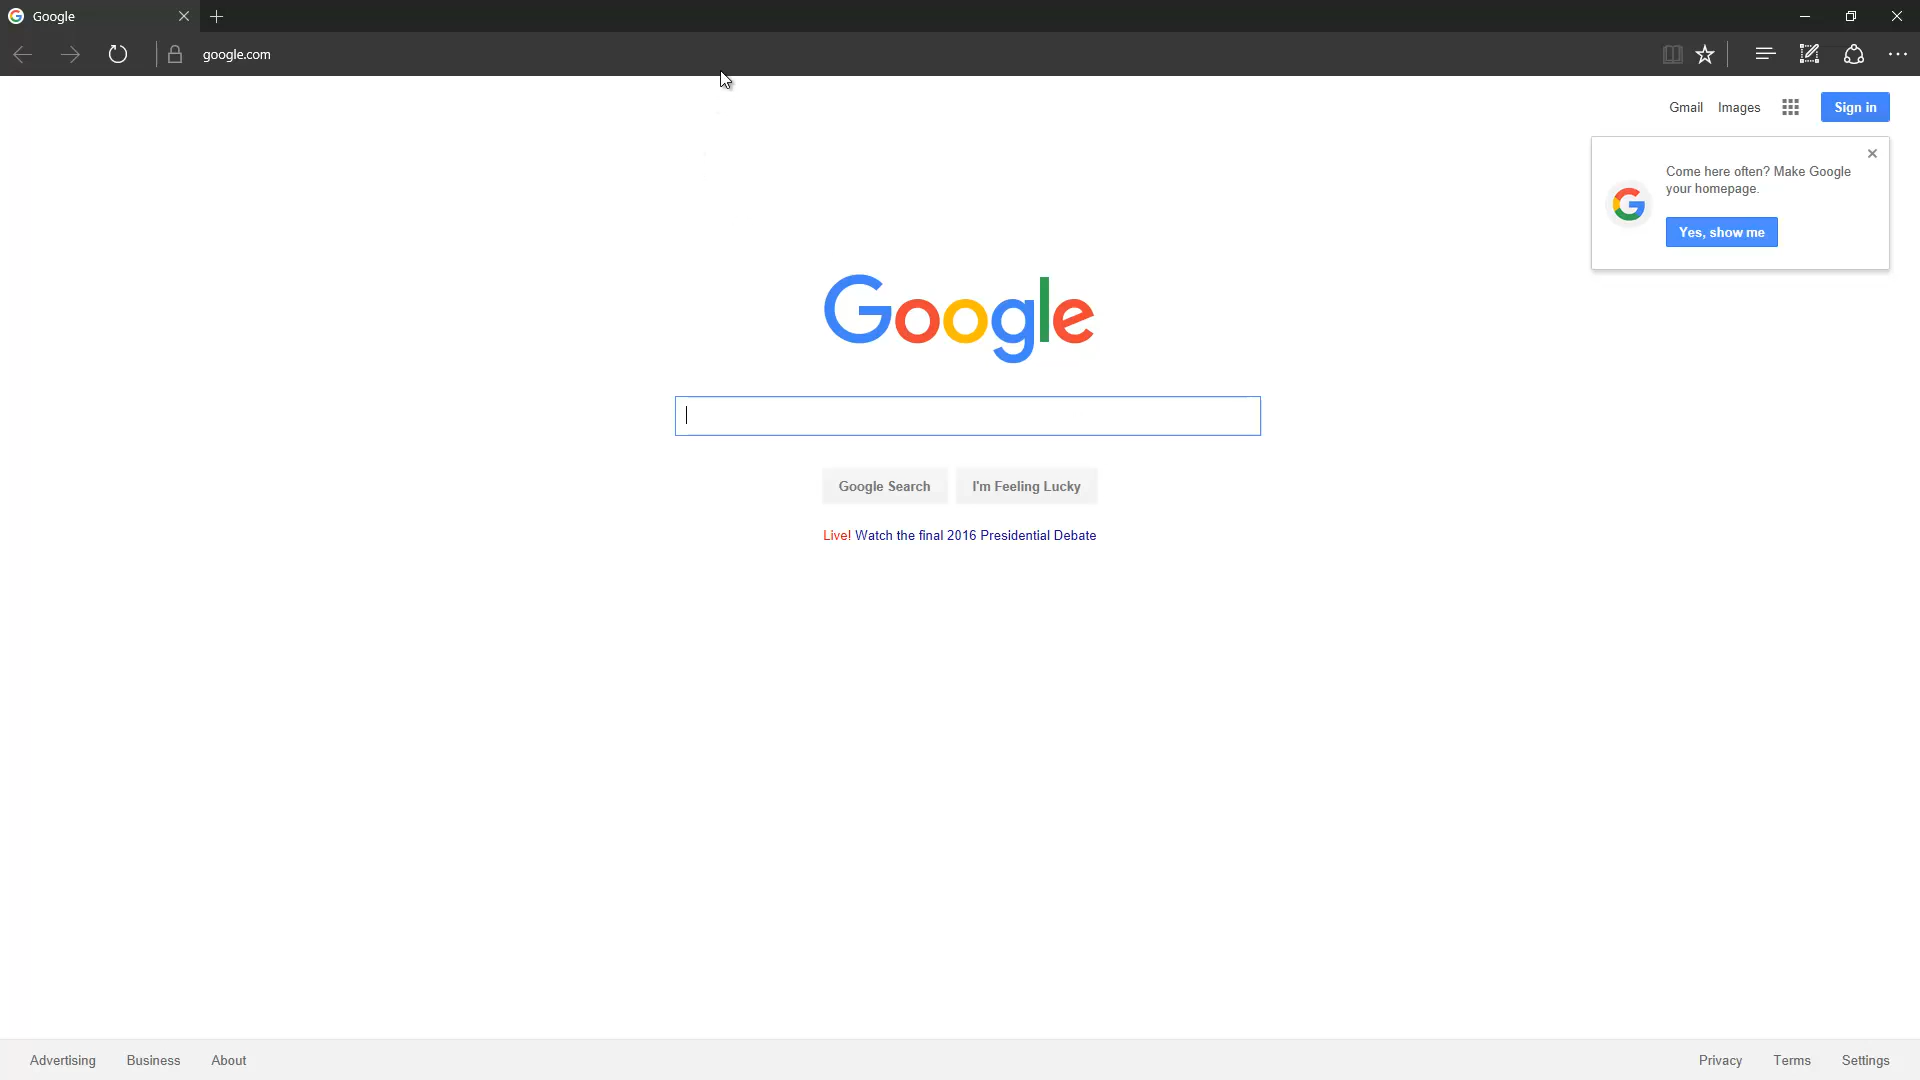 Google
google.com
Gmail Images Sign in
Come here often? Make Google
your homepage.
Yes, show me
Google
Google Search I'm Feeling Lucky
Live! Watch the final 2016 Presidential Debate
Advertising Business About Privacy Terms Settings